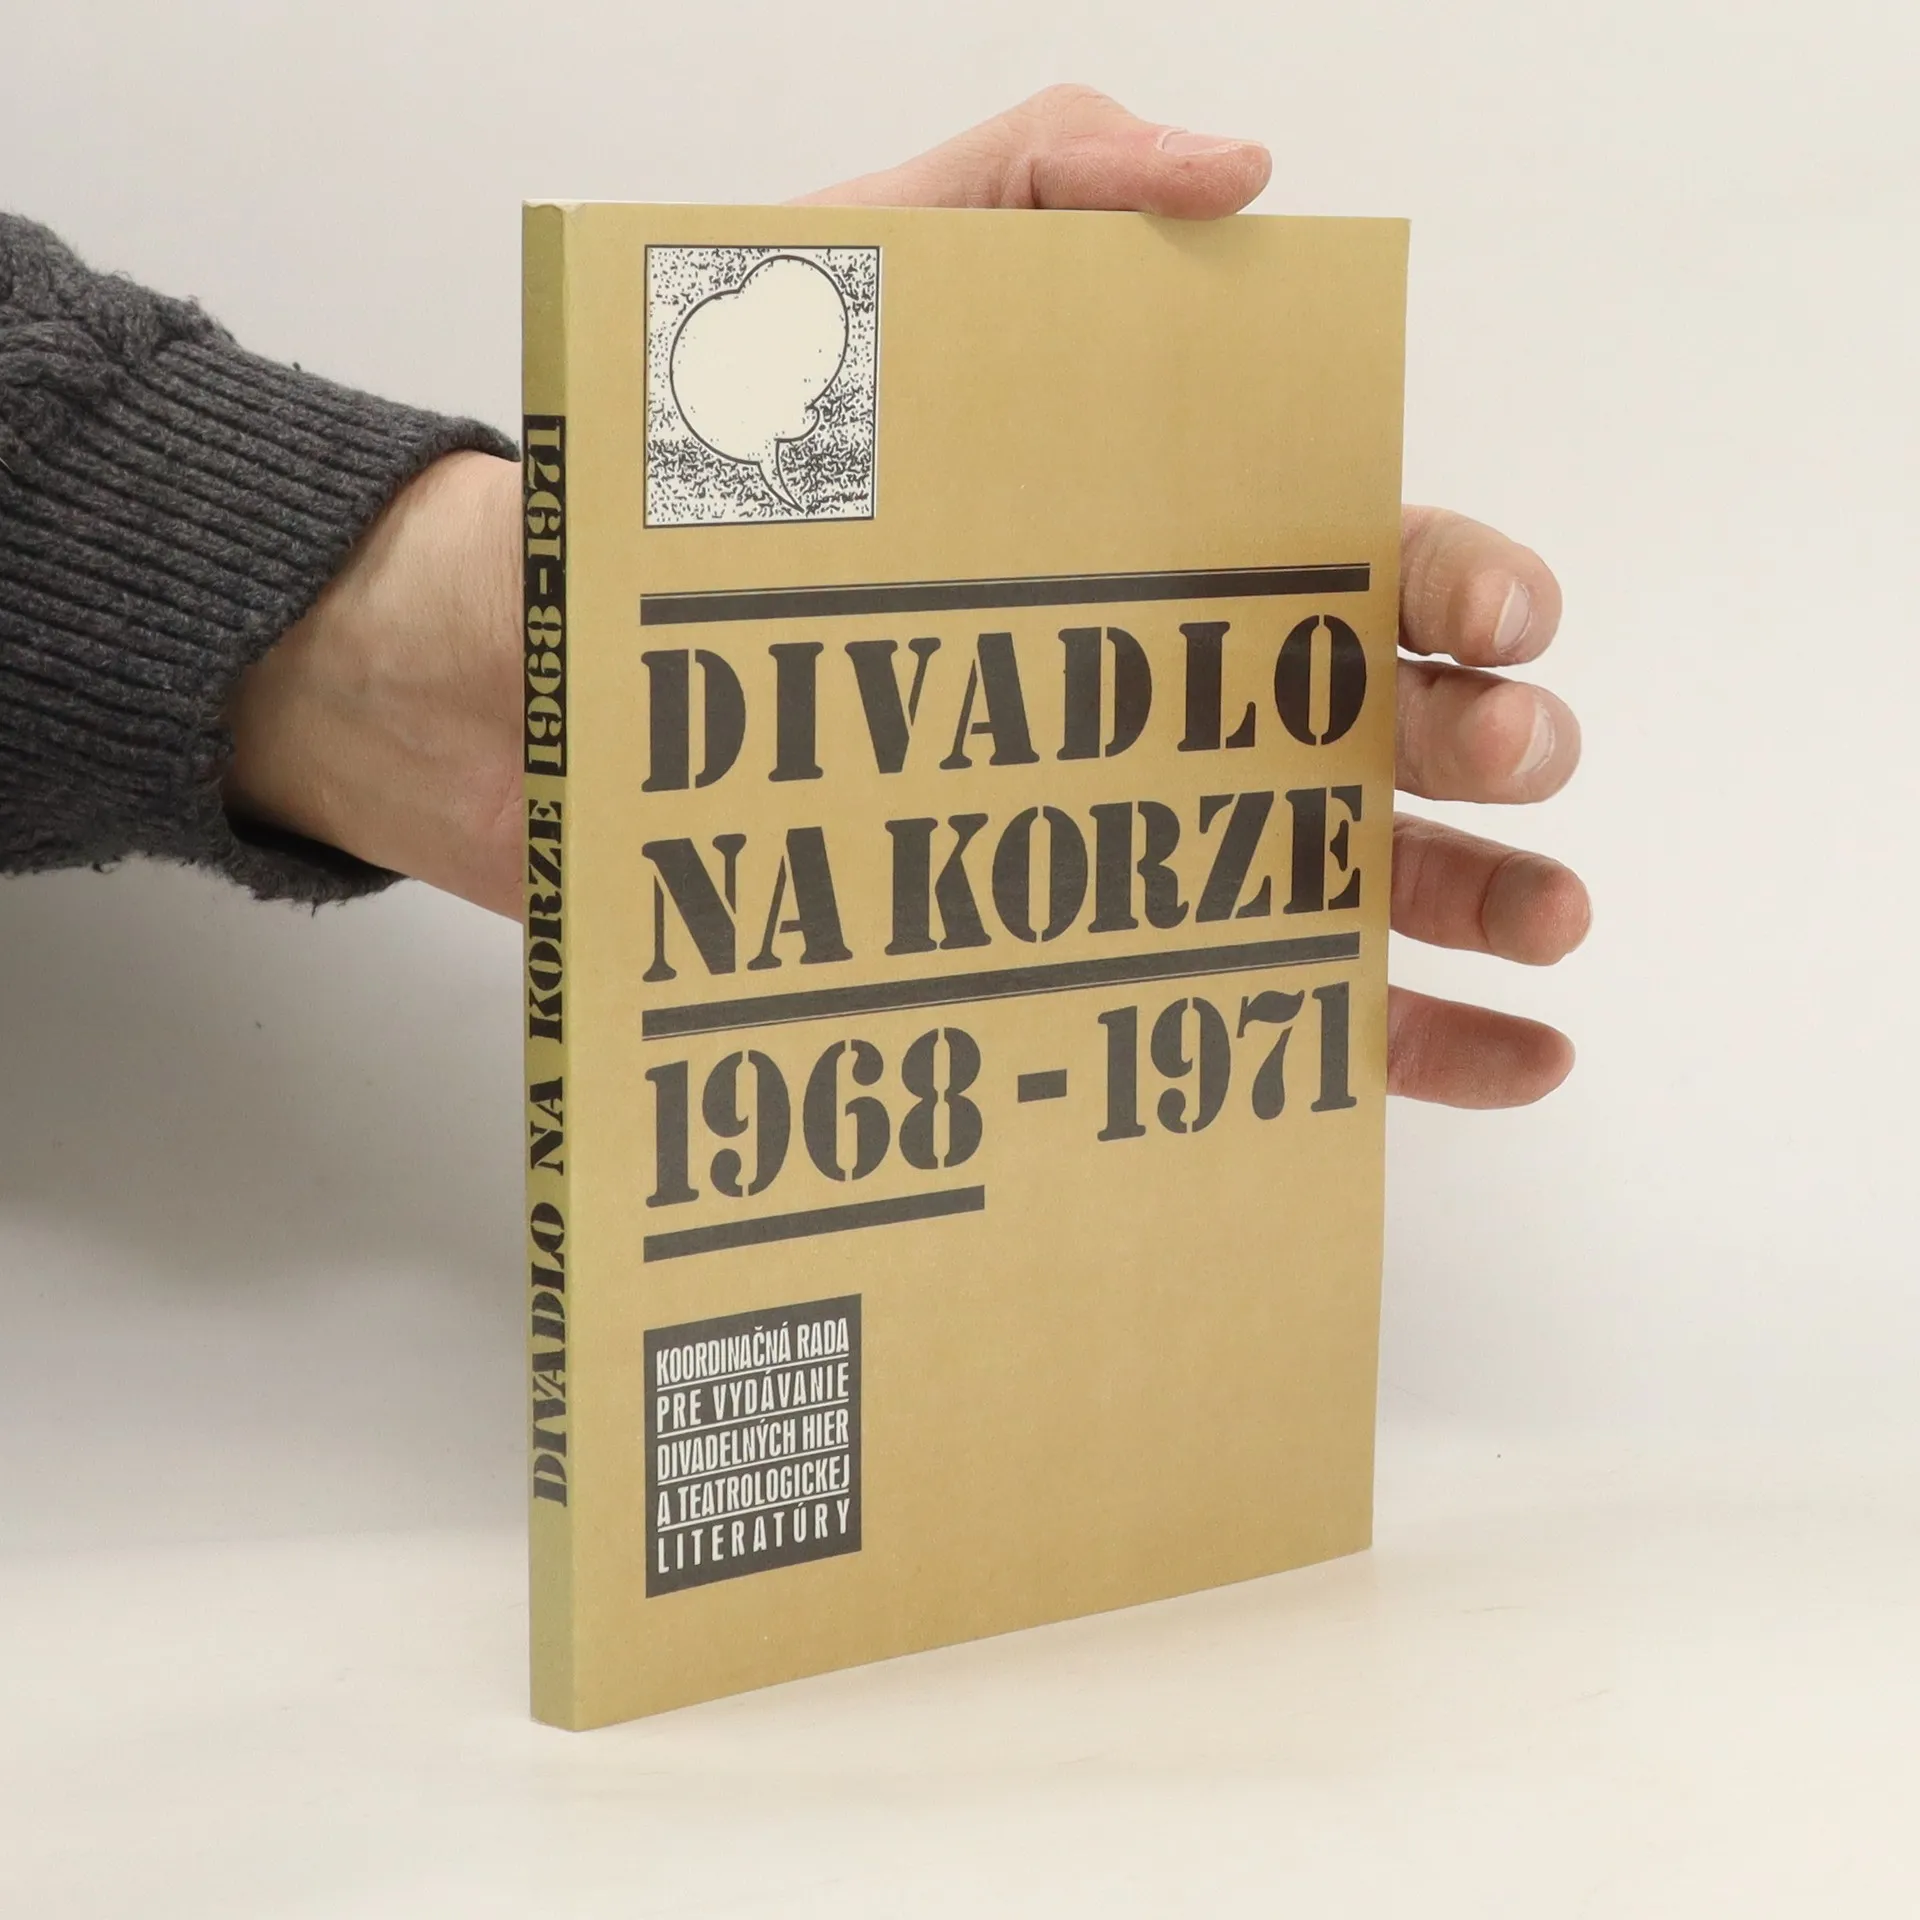 DIVADLO NA KORZE 1968-1971
DIVADLO
NA KORZE
1968-1971
KOORDINAČNÁ RADA
PRE VYDÁVANIE
DIVADELNÝCH HIER
A TEATROLOGICKEJ
LITERATÚRY